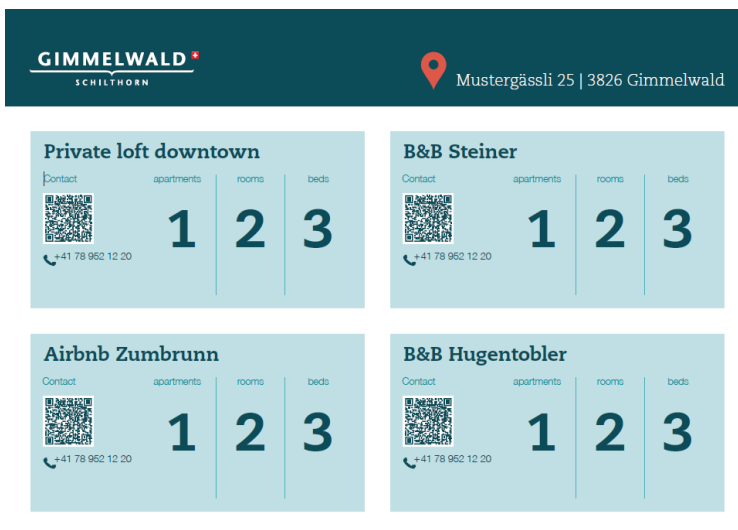 GIMMELWALD
SCHILTHORN
Mustergässli 25 | 3826 Gimmelwald
Private loft downtown
Contact apartments rooms beds
1 2 3
+41 78 952 12 20
B&B Steiner
Contact apartments rooms beds
1 2 3
+41 78 952 12 20
Airbnb Zumbrunn
Contact apartments rooms beds
1 2 3
+41 78 952 12 20
B&B Hugentobler
Contact apartments rooms beds
1 2 3
+41 78 952 12 20